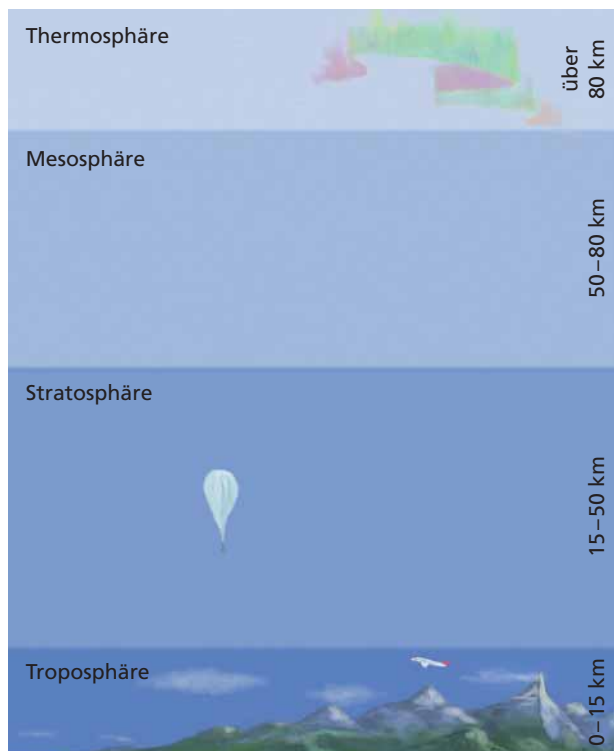 Thermosphäre
über
80 km
Mesosphäre
50–80 km
Stratosphäre
15–50 km
Troposphäre
0–15 km